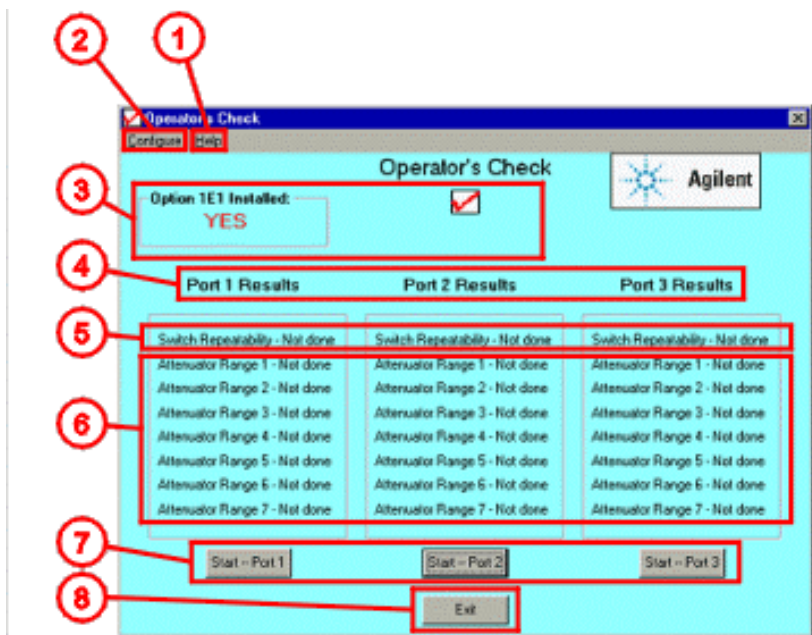 2 1
Operator's Check
Configure Help
Operator's Check
Agilent
3
Option 1E1 Installed:
YES
4
Port 1 Results Port 2 Results Port 3 Results
5
Switch Repeatability - Not done Switch Repeatability - Not done Switch Repeatability - Not done
Attenuator Range 1 - Not done Attenuator Range 1 - Not done Attenuator Range 1 - Not done
Attenuator Range 2 - Not done Attenuator Range 2 - Not done Attenuator Range 2 - Not done
Attenuator Range 3 - Not done Attenuator Range 3 - Not done Attenuator Range 3 - Not done
6
Attenuator Range 4 - Not done Attenuator Range 4 - Not done Attenuator Range 4 - Not done
Attenuator Range 5 - Not done Attenuator Range 5 - Not done Attenuator Range 5 - Not done
Attenuator Range 6 - Not done Attenuator Range 6 - Not done Attenuator Range 6 - Not done
Attenuator Range 7 - Not done Attenuator Range 7 - Not done Attenuator Range 7 - Not done
7
Start -- Port 1 Start -- Port 2 Start -- Port 3
8
Exit